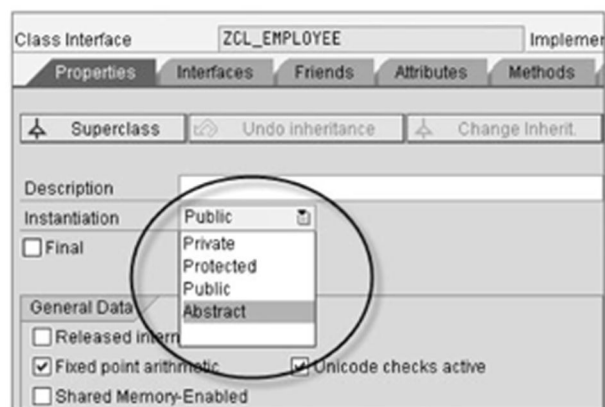 Class Interface ZCL_EMPLOYEE Implemen
Properties Interfaces Friends Attributes Methods
Superclass Undo inheritance Change Inherit.
Description
Instantiation Public
Final Private
Protected
Public
General Data Abstract
Released intern
Fixed point arithmetic Unicode checks active
Shared Memory-Enabled